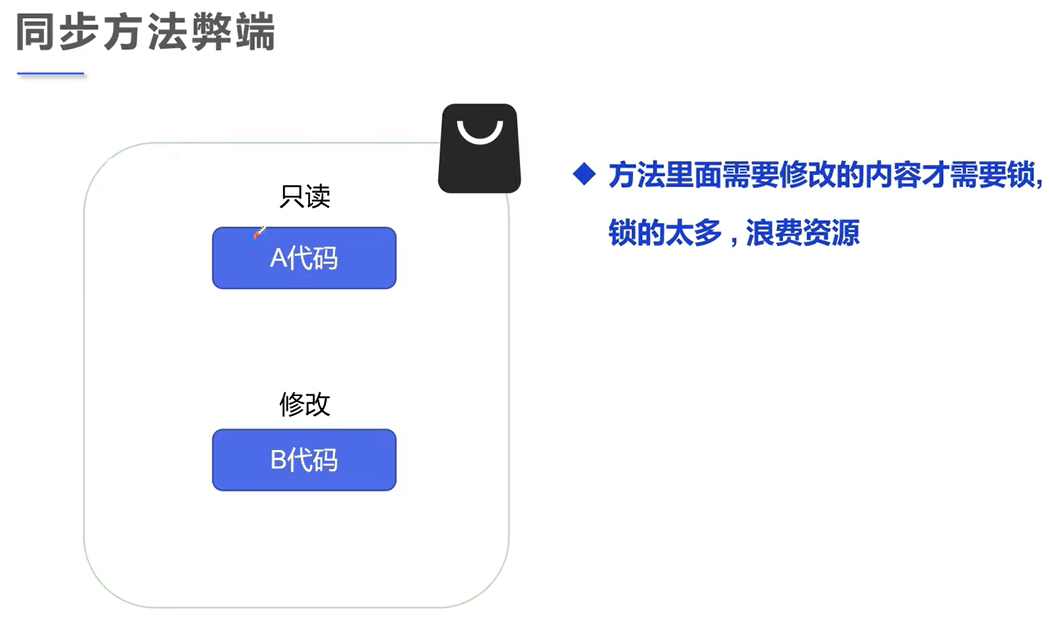 同步方法弊端
只读
A代码
修改
B代码
方法里面需要修改的内容才需要锁,
锁的太多,浪费资源